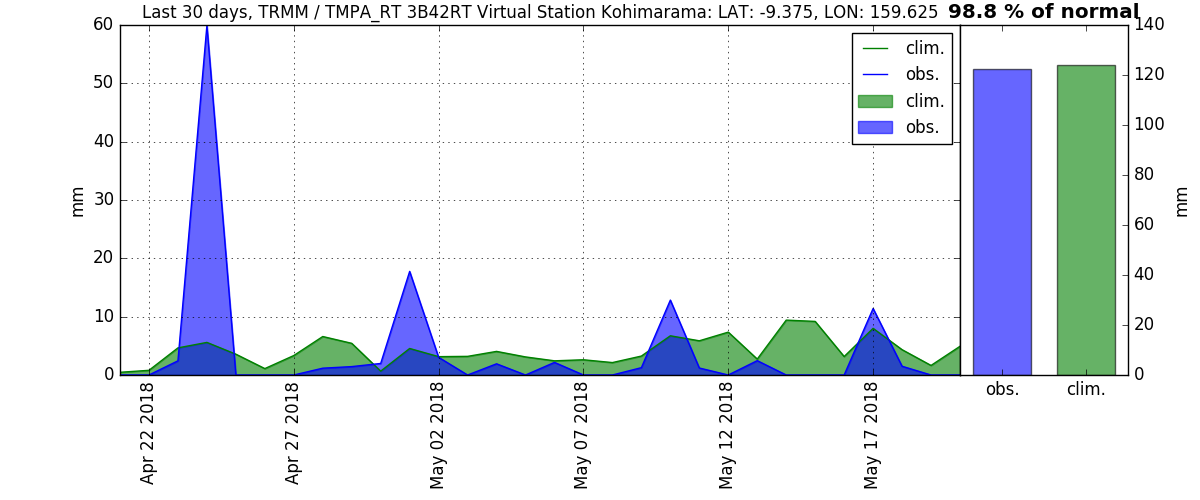 Last 30 days, TRMM / TMPA_RT 3B42RT Virtual Station Kohimarama: LAT: -9.375, LON: 159.625
98.8 % of normal
60
50
40
30
20
10
0
mm
clim.
obs.
clim.
obs.
Apr 22 2018
Apr 27 2018
May 02 2018
May 07 2018
May 12 2018
May 17 2018
140
120
100
80
60
40
20
0
mm
obs.
clim.